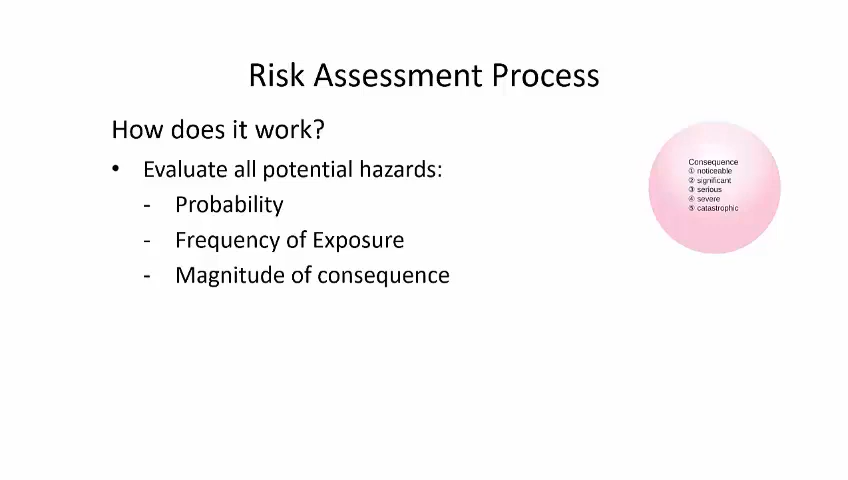 Risk Assessment Process
How does it work?
• Evaluate all potential hazards:
- Probability
- Frequency of Exposure
- Magnitude of consequence
Consequence
① noticeable
② significant
③ serious
④ severe
⑤ catastrophic